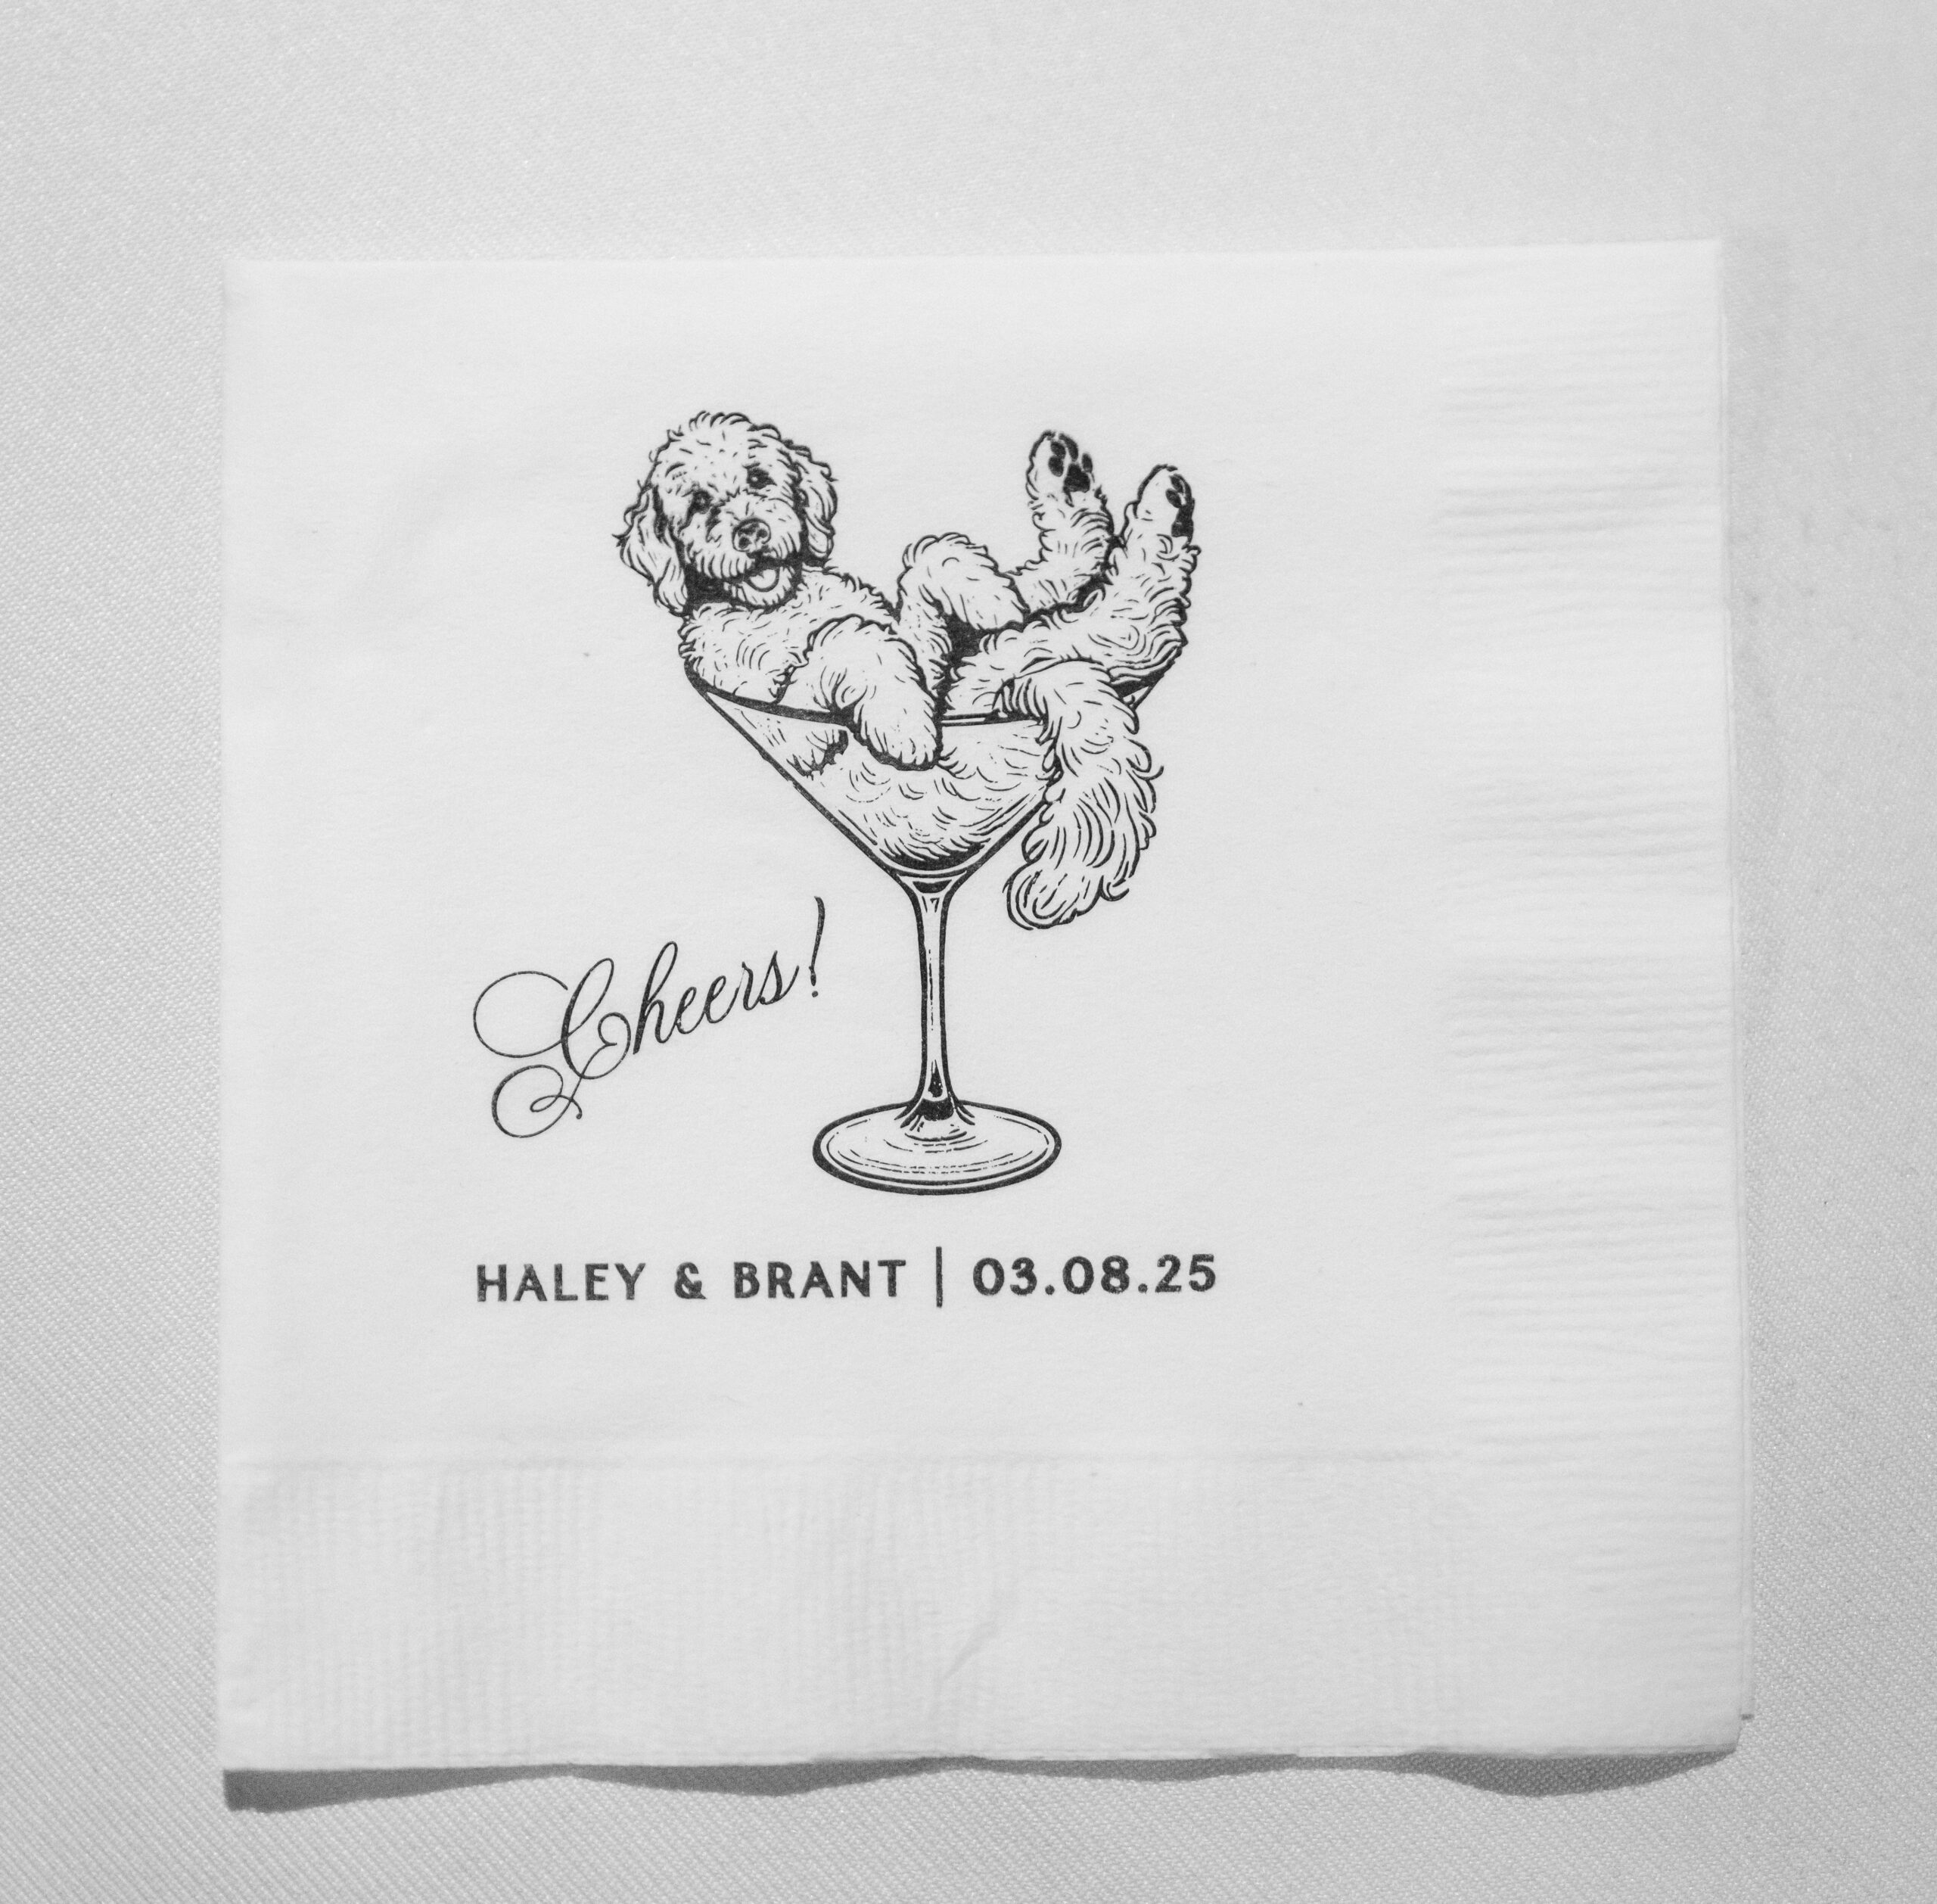 Cheers!
HALEY & BRANT | 03.08.25